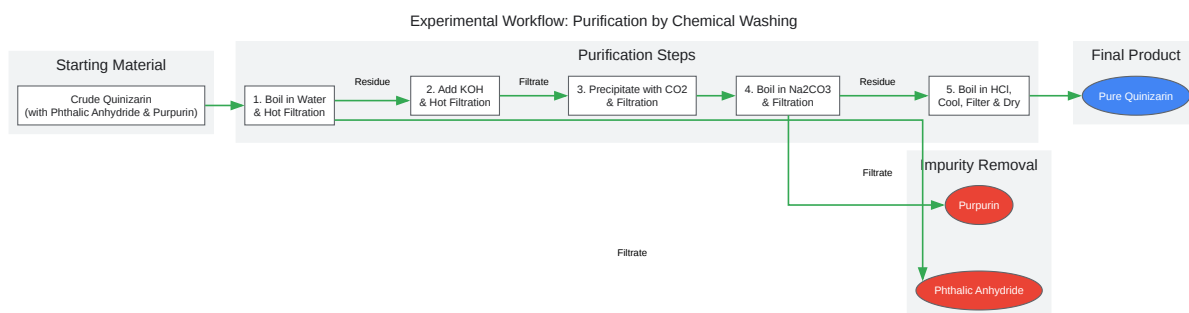 Experimental Workflow: Purification by Chemical Washing
Starting Material
Crude Quinizarin
(with Phthalic Anhydride & Purpurin)
Purification Steps
1. Boil in Water
& Hot Filtration
Residue
2. Add KOH
& Hot Filtration
Filtrate
3. Precipitate with CO2
& Filtration
4. Boil in Na2CO3
& Filtration
Residue
5. Boil in HCl,
Cool, Filter & Dry
Final Product
Pure Quinizarin
Impurity Removal
Filtrate
Purpurin
Filtrate
Phthalic Anhydride